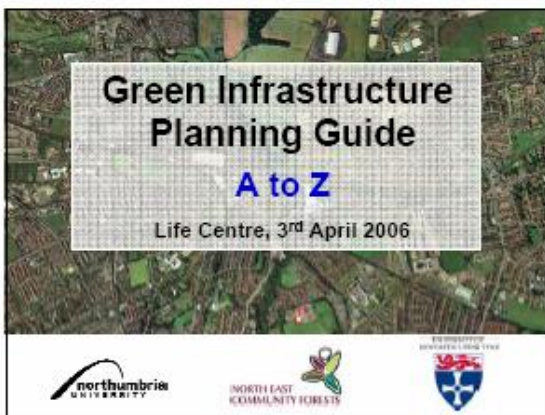 Green Infrastructure
Planning Guide
A to Z
Life Centre, 3rd April 2006
northumbria
UNIVERSITY
NORTH EAST
COMMUNITY FORESTS